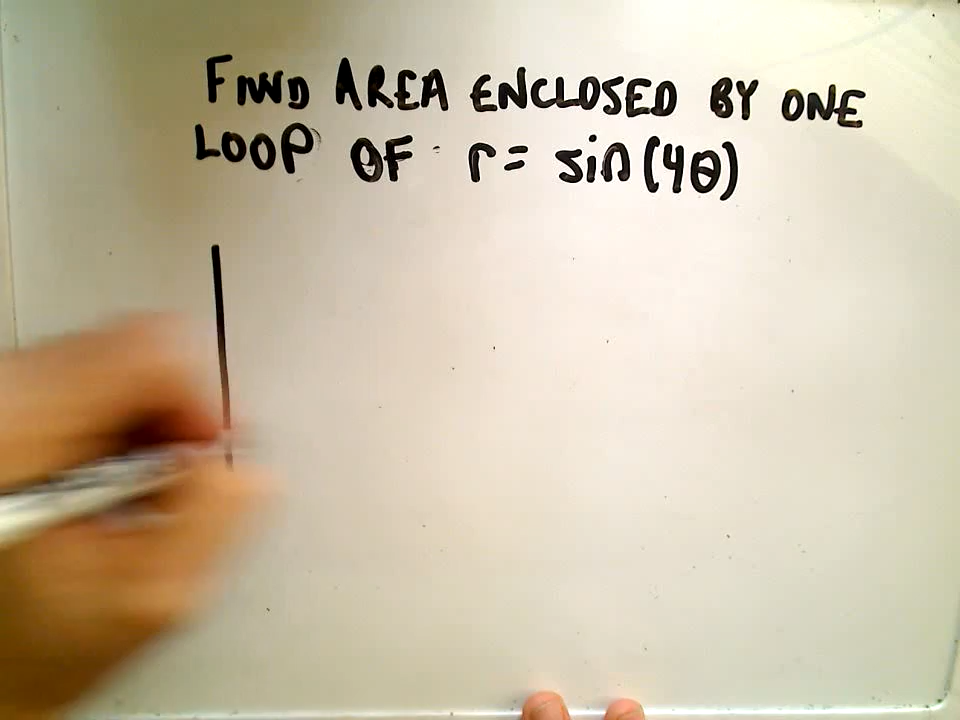 FIND AREA ENCLOSED BY ONE
LOOP OF r = sin(4θ)